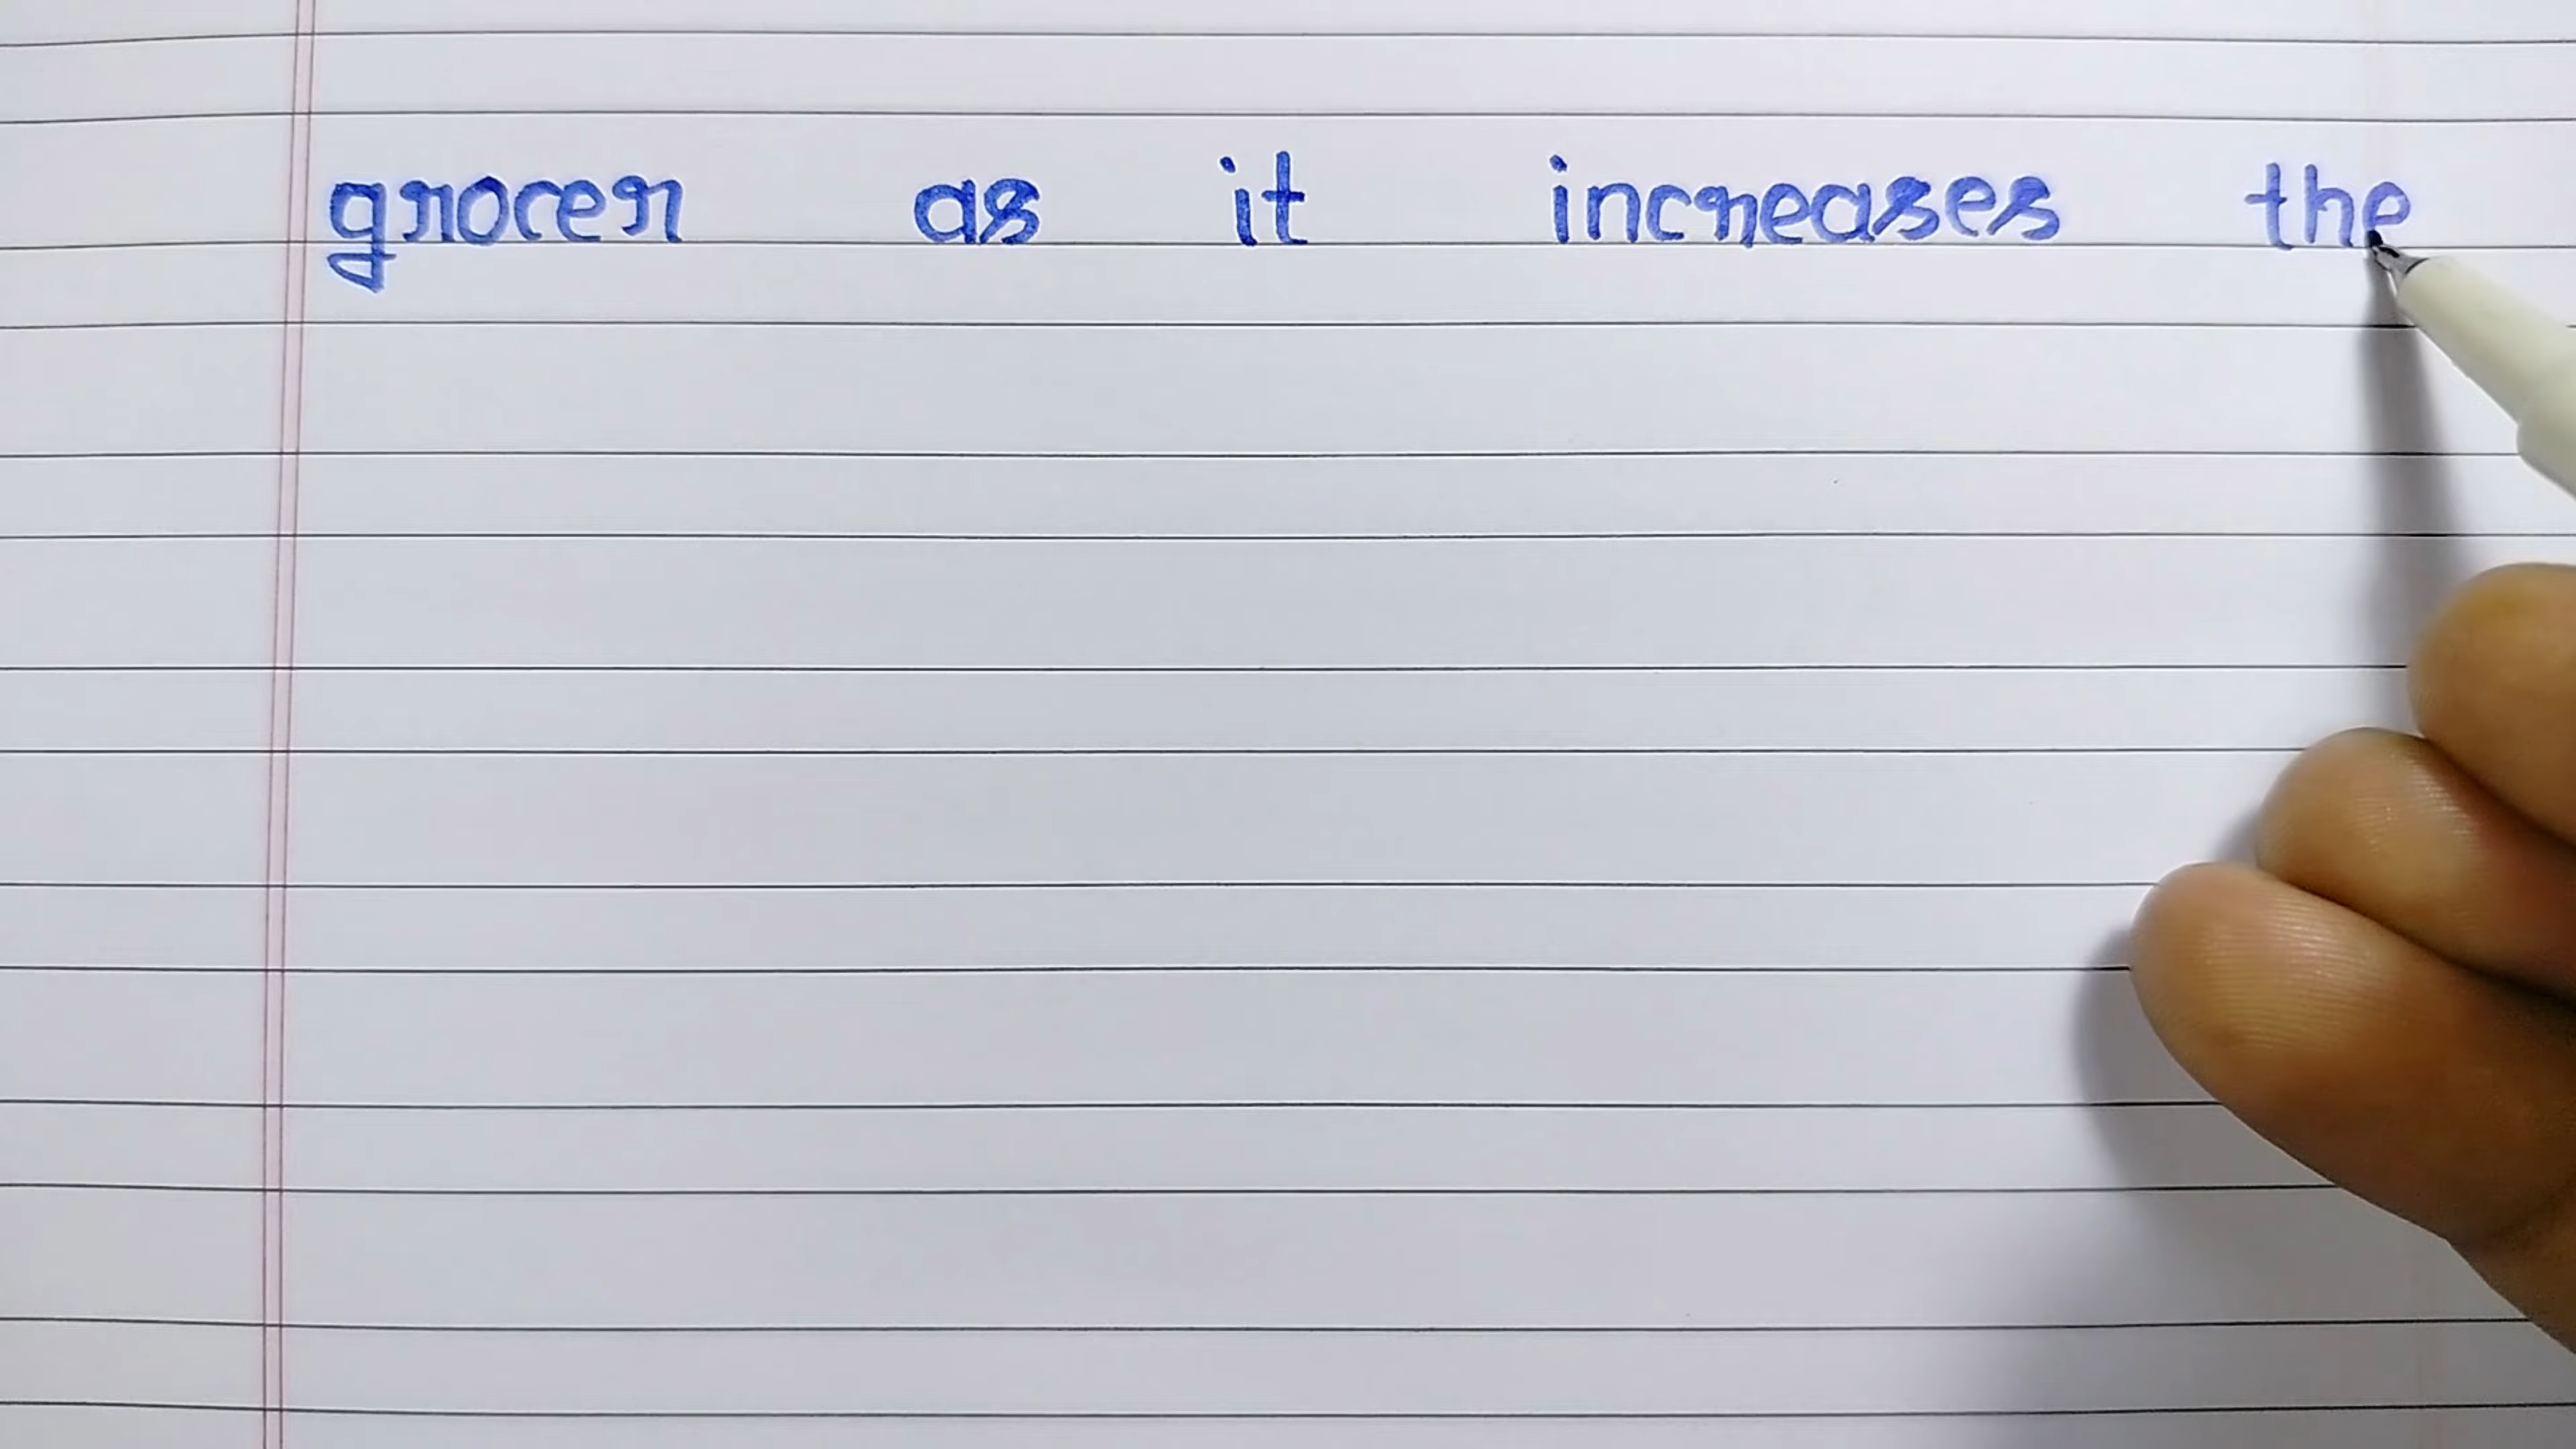 grocer as it increases the